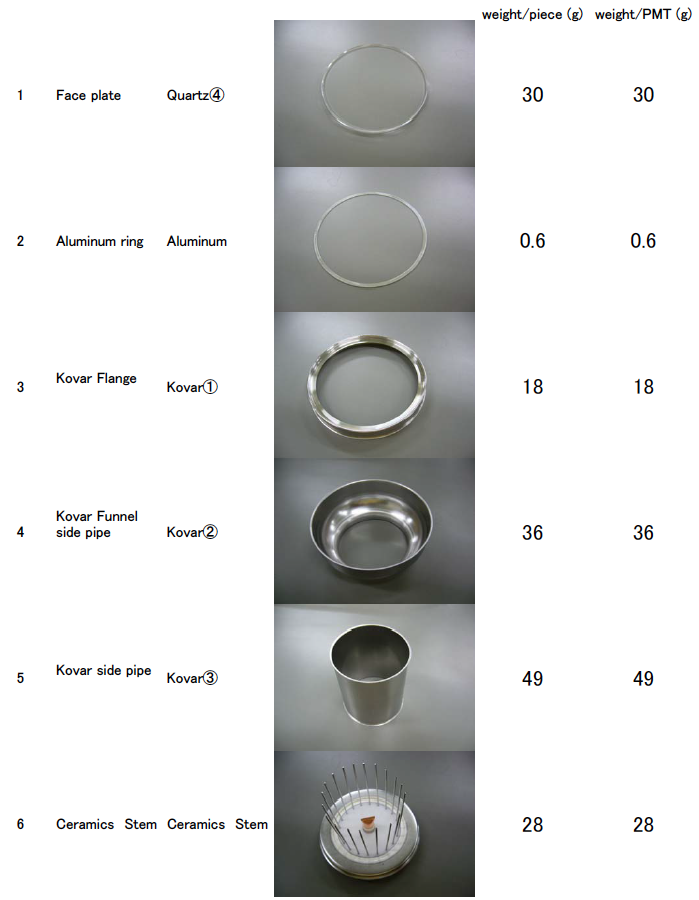 weight/piece (g) weight/PMT (g)
1 Face plate Quartz④ 30 30
2 Aluminum ring Aluminum 0.6 0.6
3 Kovar Flange Kovar① 18 18
4 Kovar Funnel
side pipe Kovar② 36 36
5 Kovar side pipe Kovar③ 49 49
6 Ceramics Stem Ceramics Stem 28 28